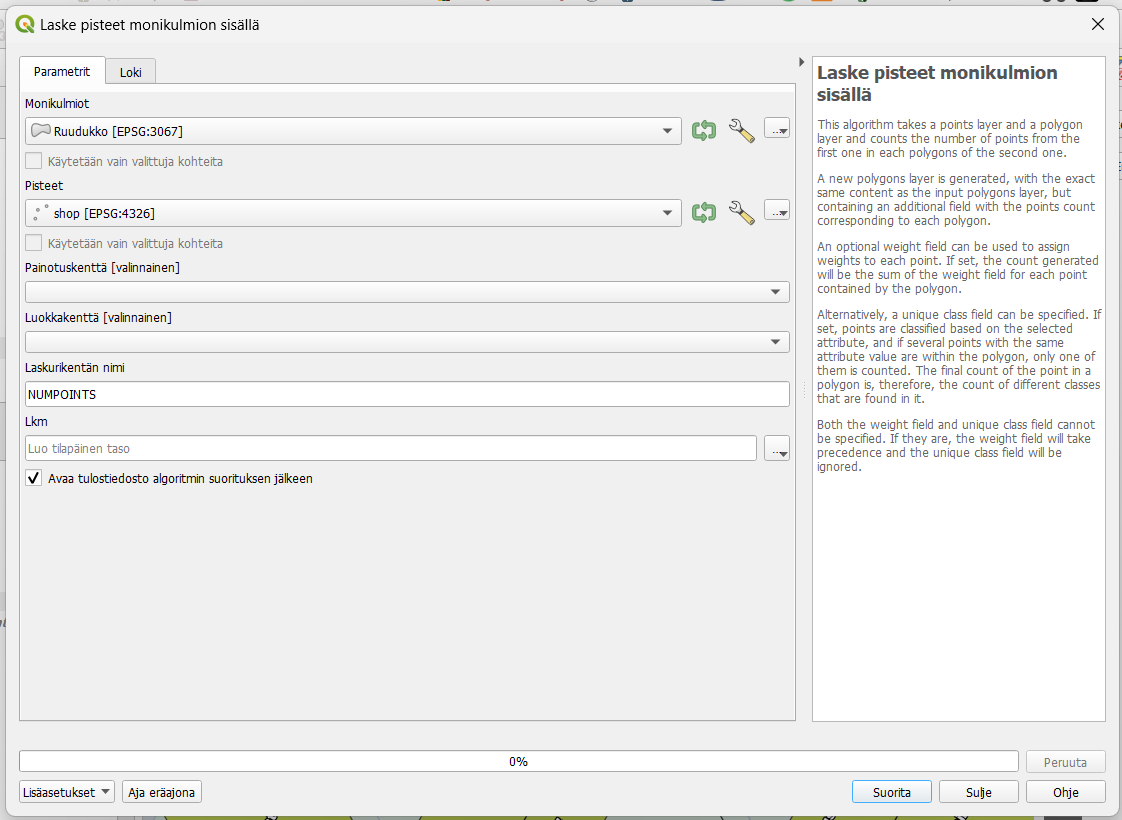 Laske pisteet monikulmion sisällä
Parametrit
Loki
Monikulmiot
Ruudukko [EPSG:3067]
...
Käytetään vain valittuja kohteita
Pisteet
shop [EPSG:4326]
...
Käytetään vain valittuja kohteita
Painotuskenttä [valinnainen]
Luokkakenttä [valinnainen]
Laskurikentän nimi
NUMPOINTS
Lkm
Luo tilapäinen taso
...
Avaa tulostiedosto algoritmin suorituksen jälkeen
Laske pisteet monikulmion
sisällä
This algorithm takes a points layer and a polygon
layer and counts the number of points from the
first one in each polygons of the second one.
A new polygons layer is generated, with the exact
same content as the input polygons layer, but
containing an additional field with the points count
corresponding to each polygon.
An optional weight field can be used to assign
weights to each point. If set, the count generated
will be the sum of the weight field for each point
contained by the polygon.
Alternatively, a unique class field can be specified. If
set, points are classified based on the selected
attribute, and if several points with the same
attribute value are within the polygon, only one of
them is counted. The final count of the point in a
polygon is, therefore, the count of different classes
that are found in it.
Both the weight field and unique class field cannot
be specified. If they are, the weight field will take
precedence and the unique class field will be
ignored.
0%
Peruuta
Lisäasetukset
Aja eräajona
Suorita
Sulje
Ohje